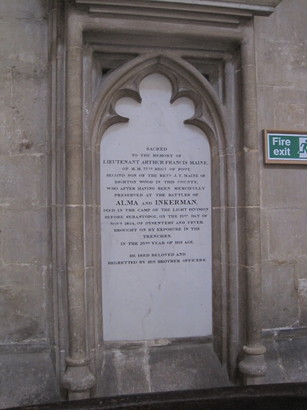 SACRED
TO THE MEMORY OF
LIEUTENANT ARTHUR FRANCIS MAINE,
OF H.M. 77TH REGT. OF FOOT,
SECOND SON OF THE REVD. J. T. MAINE OF
BIGHTON WOOD IN THIS COUNTY,
WHO AFTER HAVING BEEN MERCIFULLY
PRESERVED AT THE BATTLES OF
ALMA AND INKERMAN,
DIED IN THE CAMP OF THE LIGHT DIVISION
BEFORE SEBASTOPOL, ON THE DAY OF
NOVR 1854, OF DYSENTERY AND FEVER
BROUGHT ON BY EXPOSURE IN THE
TRENCHES,
IN THE 23RD YEAR OF HIS AGE.
HE DIED BELOVED AND
REGRETTED BY HIS BROTHER OFFICERS.
Fire
exit